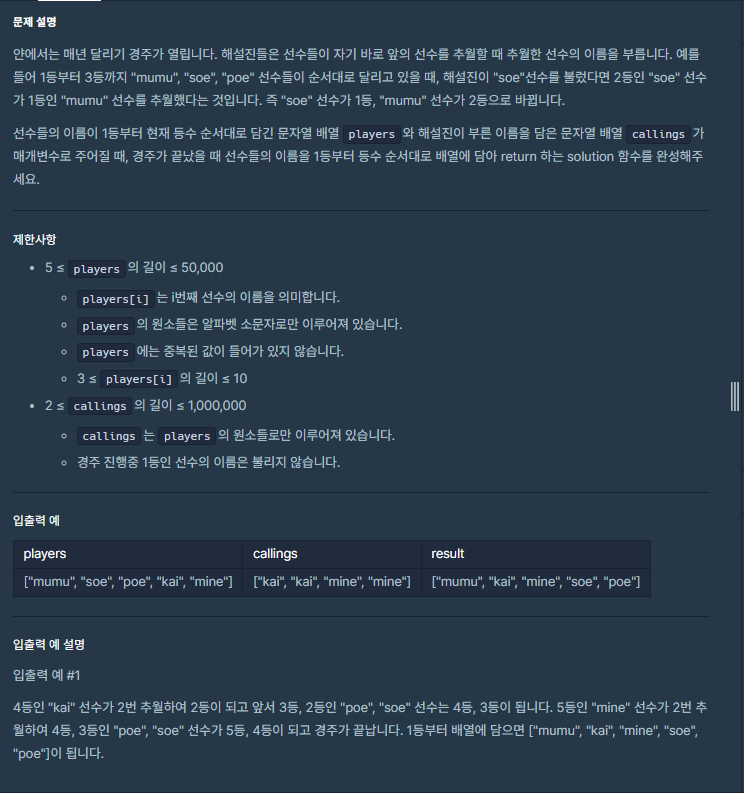 문제 설명
얀에서는 매년 달리기 경주가 열립니다. 해설진들은 선수들이 자기 바로 앞의 선수를 추월할 때 추월한 선수의 이름을 부릅니다. 예를
들어 1등부터 3등까지 "mumu", "soe", "poe" 선수들이 순서대로 달리고 있을 때, 해설진이 "soe"선수를 불렀다면 2등인 "soe" 선수
가 1등인 "mumu" 선수를 추월했다는 것입니다. 즉 "soe" 선수가 1등, "mumu" 선수가 2등으로 바뀝니다.
선수들의 이름이 1등부터 현재 등수 순서대로 담긴 문자열 배열 players 와 해설진이 부른 이름을 담은 문자열 배열 callings 가
매개변수로 주어질 때, 경주가 끝났을 때 선수들의 이름을 1등부터 등수 순서대로 배열에 담아 return 하는 solution 함수를 완성해주
세요.
제한사항
• 5 ≤ players 의 길이 ≤ 50,000
◦ players[i] 는 i번째 선수의 이름을 의미합니다.
◦ players 의 원소들은 알파벳 소문자로만 이루어져 있습니다.
◦ players 에는 중복된 값이 들어가 있지 않습니다.
◦ 3 ≤ players[i] 의 길이 ≤ 10
• 2 ≤ callings 의 길이 ≤ 1,000,000
◦ callings 는 players 의 원소들로만 이루어져 있습니다.
◦ 경주 진행중 1등인 선수의 이름은 불리지 않습니다.
입출력 예
players callings result
["mumu", "soe", "poe", "kai", "mine"] ["kai", "kai", "mine", "mine"] ["mumu", "kai", "mine", "soe", "poe"]
입출력 예 설명
입출력 예 #1
4등인 "kai" 선수가 2번 추월하여 2등이 되고 앞서 3등, 2등인 "poe", "soe" 선수는 4등, 3등이 됩니다. 5등인 "mine" 선수가 2번 추
월하여 4등, 3등인 "poe", "soe" 선수가 5등, 4등이 되고 경주가 끝납니다. 1등부터 배열에 담으면 ["mumu", "kai", "mine", "soe",
"poe"]이 됩니다.